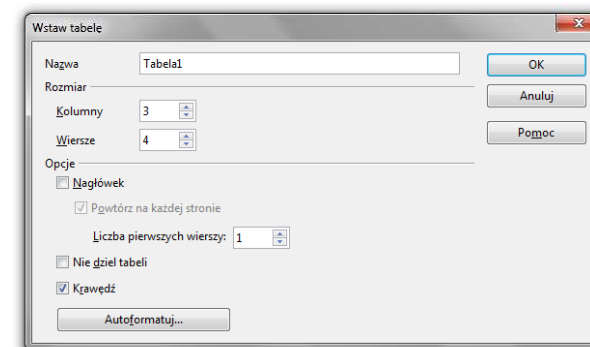 Wstaw tabelę
Nazwa Tabela1 OK
Rozmiar Anuluj
Kolumny 3
Wiersze 4 Pomoc
Opcje
Nagłówek
Powtórz na każdej stronie
Liczba pierwszych wierszy: 1
Nie dziel tabeli
Krawędź
Autoformatuj...